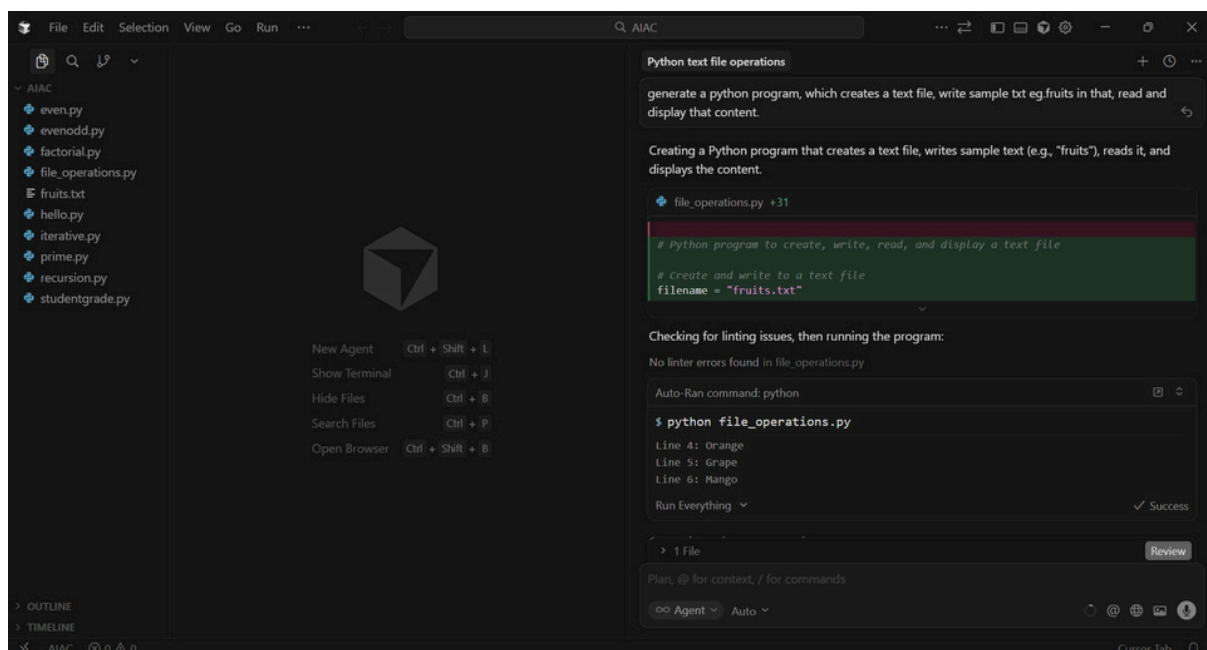 File Edit Selection View Go Run ···
AIAC
AIAC
even.py
evenodd.py
factorial.py
file_operations.py
fruits.txt
hello.py
iterative.py
prime.py
recursion.py
studentgrade.py
New Agent Ctrl + Shift + L
Show Terminal Ctrl + J
Hide Files Ctrl + B
Search Files Ctrl + P
Open Browser Ctrl + Shift + B
OUTLINE
TIMELINE
Python text file operations
generate a python program, which creates a text file, write sample txt eg.fruits in that, read and
display that content.
Creating a Python program that creates a text file, writes sample text (e.g., "fruits"), reads it, and
displays the content.
file_operations.py +31
# Python program to create, write, read, and display a text file
# Create and write to a text file
filename = "fruits.txt"
Checking for linting issues, then running the program:
No linter errors found in file_operations.py
Auto-Ran command: python
$ python file_operations.py
Line 4: Orange
Line 5: Grape
Line 6: Mango
Run Everything
Success
1 File
Review
Plan, @ for context, / for commands
Agent Auto
AIAC 0 0
Cursor Tab